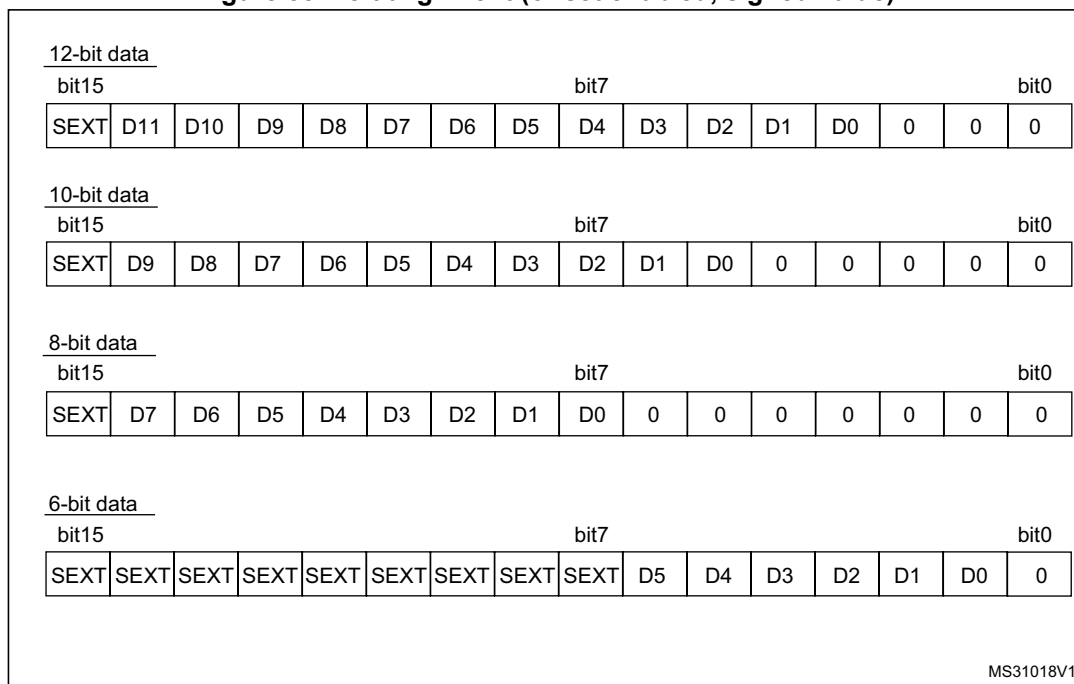 12-bit data
bit15 bit7 bit0
SEXT D11 D10 D9 D8 D7 D6 D5 D4 D3 D2 D1 D0 0 0 0
10-bit data
bit15 bit7 bit0
SEXT D9 D8 D7 D6 D5 D4 D3 D2 D1 D0 0 0 0 0 0
8-bit data
bit15 bit7 bit0
SEXT D7 D6 D5 D4 D3 D2 D1 D0 0 0 0 0 0 0 0
6-bit data
bit15 bit7 bit0
SEXT SEXT SEXT SEXT SEXT SEXT SEXT SEXT SEXT D5 D4 D3 D2 D1 D0 0
MS31018V1